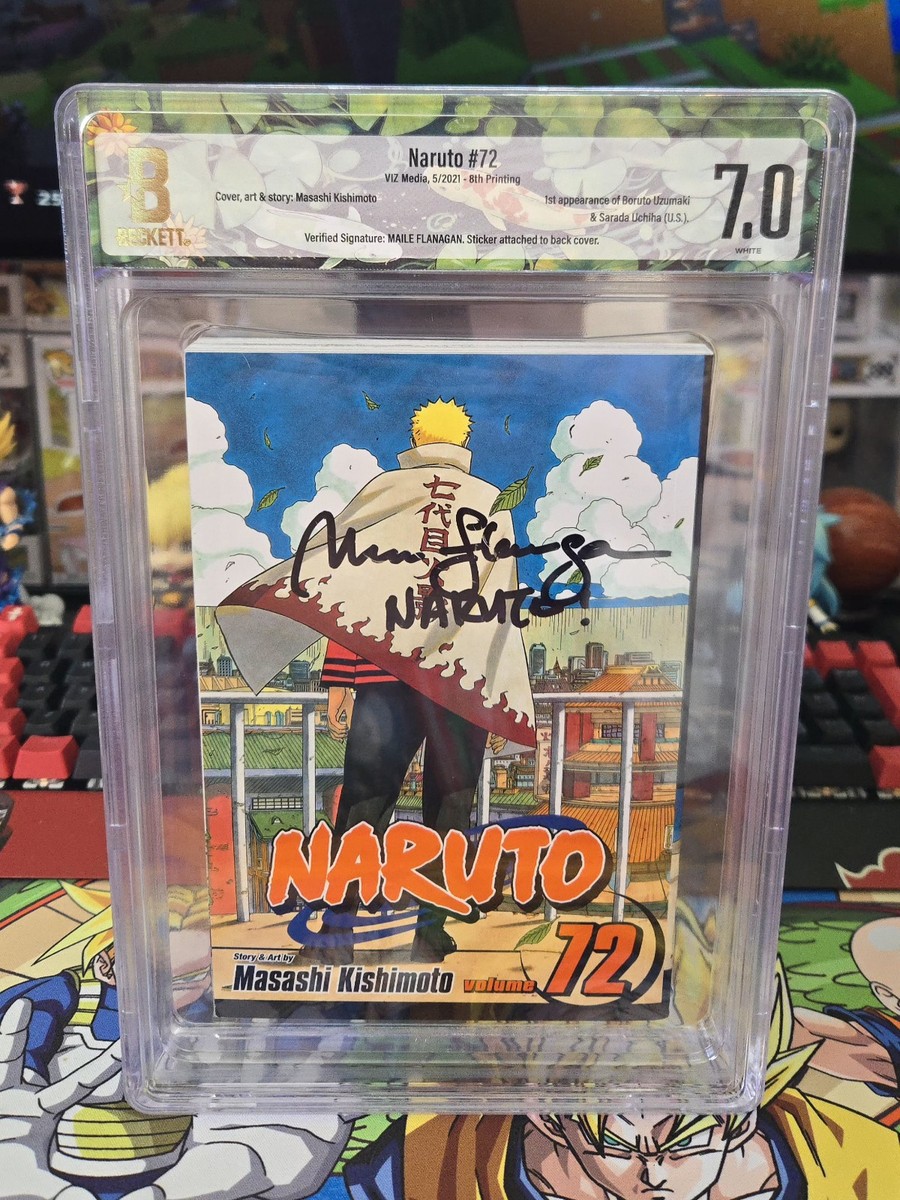 B
BECKETT
Naruto #72
VIZ Media, 5/2021 - 8th Printing
Cover, art & story: Masashi Kishimoto
1st appearance of Boruto Uzumaki
& Sarada Uchiha (U.S.).
Verified Signature: MAILE FLANAGAN. Sticker attached to back cover.
7.0
WHITE
七代目火
NARUTO!
NARUTO
Story & Art by
Masashi Kishimoto
volume 72